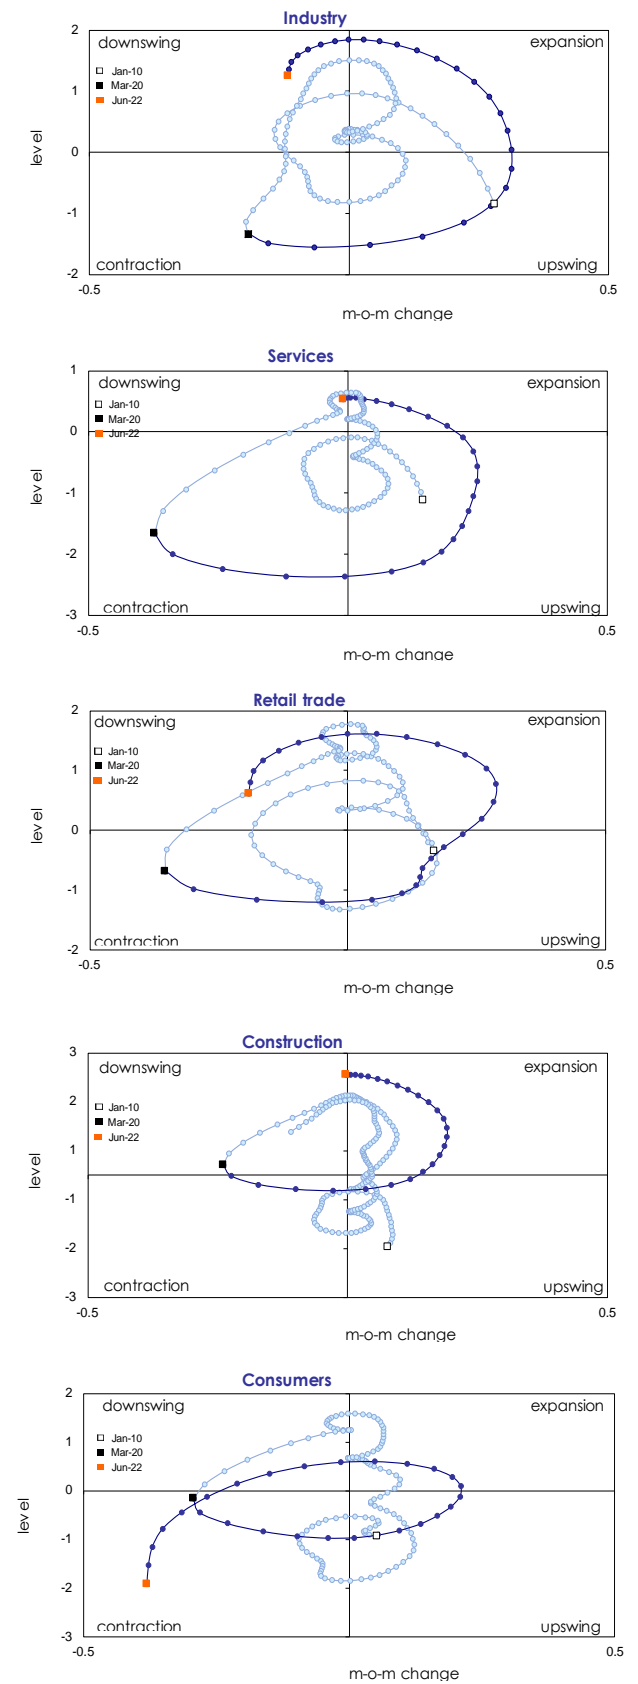 Industry
2
downswing
expansion
Jan-10
Mar-20
Jun-22
1
level
0
-1
contraction
upswing
-2
-0.5
0.5
m-o-m change
Services
1
downswing
expansion
Jan-10
Mar-20
Jun-22
0
level
-1
-2
contraction
upswing
-3
-0.5
0.5
m-o-m change
Retail trade
2
downswing
expansion
Jan-10
Mar-20
Jun-22
1
level
0
-1
contraction
upswing
-2
-0.5
0.5
m-o-m change
Construction
3
downswing
expansion
2
Jan-10
Mar-20
Jun-22
1
level
-1
-2
contraction
upswing
-3
-0.5
0.5
m-o-m change
Consumers
2
downswing
expansion
Jan-10
Mar-20
Jun-22
1
0
level
-1
-2
contraction
upswing
-3
-0.5
0.5
m-o-m change